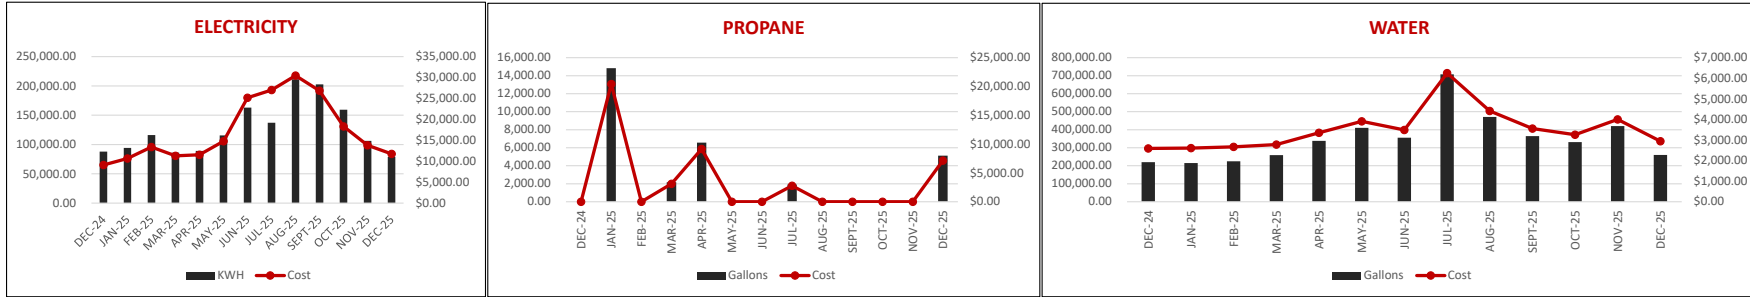 ELECTRICITY
250,000.00
200,000.00
150,000.00
100,000.00
50,000.00
0.00
$35,000.00
$30,000.00
$25,000.00
$20,000.00
$15,000.00
$10,000.00
$5,000.00
$0.00
DEC-24
JAN-25
FEB-25
MAR-25
APR-25
MAY-25
JUN-25
JUL-25
AUG-25
SEPT-25
OCT-25
NOV-25
DEC-25
KWH
Cost
PROPANE
16,000.00
14,000.00
12,000.00
10,000.00
8,000.00
6,000.00
4,000.00
2,000.00
0.00
$25,000.00
$20,000.00
$15,000.00
$10,000.00
$5,000.00
$0.00
DEC-24
JAN-25
FEB-25
MAR-25
APR-25
MAY-25
JUN-25
JUL-25
AUG-25
SEPT-25
OCT-25
NOV-25
DEC-25
Gallons
Cost
WATER
800,000.00
700,000.00
600,000.00
500,000.00
400,000.00
300,000.00
200,000.00
100,000.00
0.00
$7,000.00
$6,000.00
$5,000.00
$4,000.00
$3,000.00
$2,000.00
$1,000.00
$0.00
DEC-24
JAN-25
FEB-25
MAR-25
APR-25
MAY-25
JUN-25
JUL-25
AUG-25
SEPT-25
OCT-25
NOV-25
DEC-25
Gallons
Cost